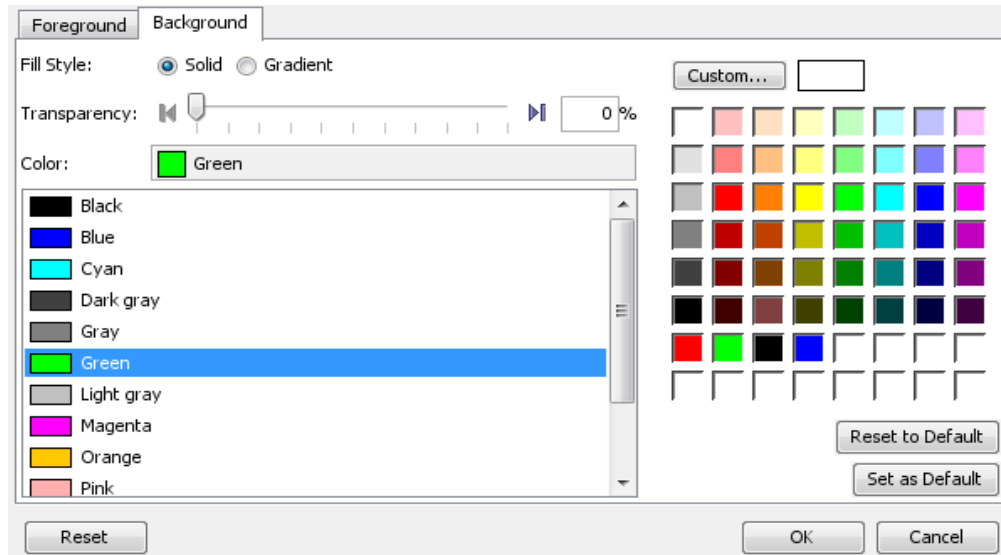 Foreground Background
Fill Style: Solid Gradient
Custom...
Transparency: 0 %
Color: Green
Black
Blue
Cyan
Dark gray
Gray
Green
Light gray
Magenta
Orange
Pink
Reset to Default
Set as Default
Reset OK Cancel